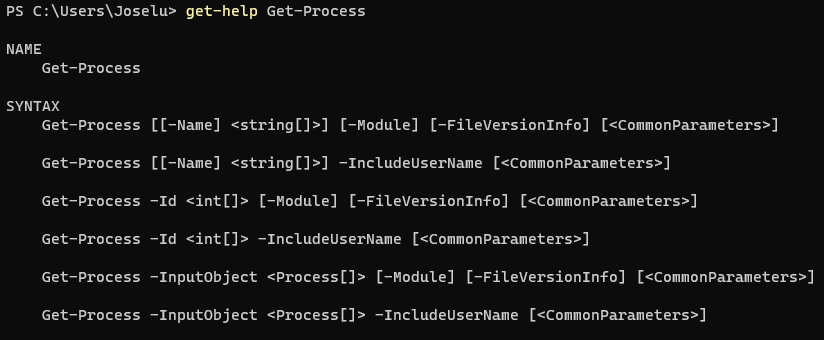 PS C:\Users\Joselu> get-help Get-Process
NAME
Get-Process
SYNTAX
Get-Process [[-Name] <string[]>] [-Module] [-FileVersionInfo] [<CommonParameters>]
Get-Process [[-Name] <string[]>] -IncludeUserName [<CommonParameters>]
Get-Process -Id <int[]> [-Module] [-FileVersionInfo] [<CommonParameters>]
Get-Process -Id <int[]> -IncludeUserName [<CommonParameters>]
Get-Process -InputObject <Process[]> [-Module] [-FileVersionInfo] [<CommonParameters>]
Get-Process -InputObject <Process[]> -IncludeUserName [<CommonParameters>]